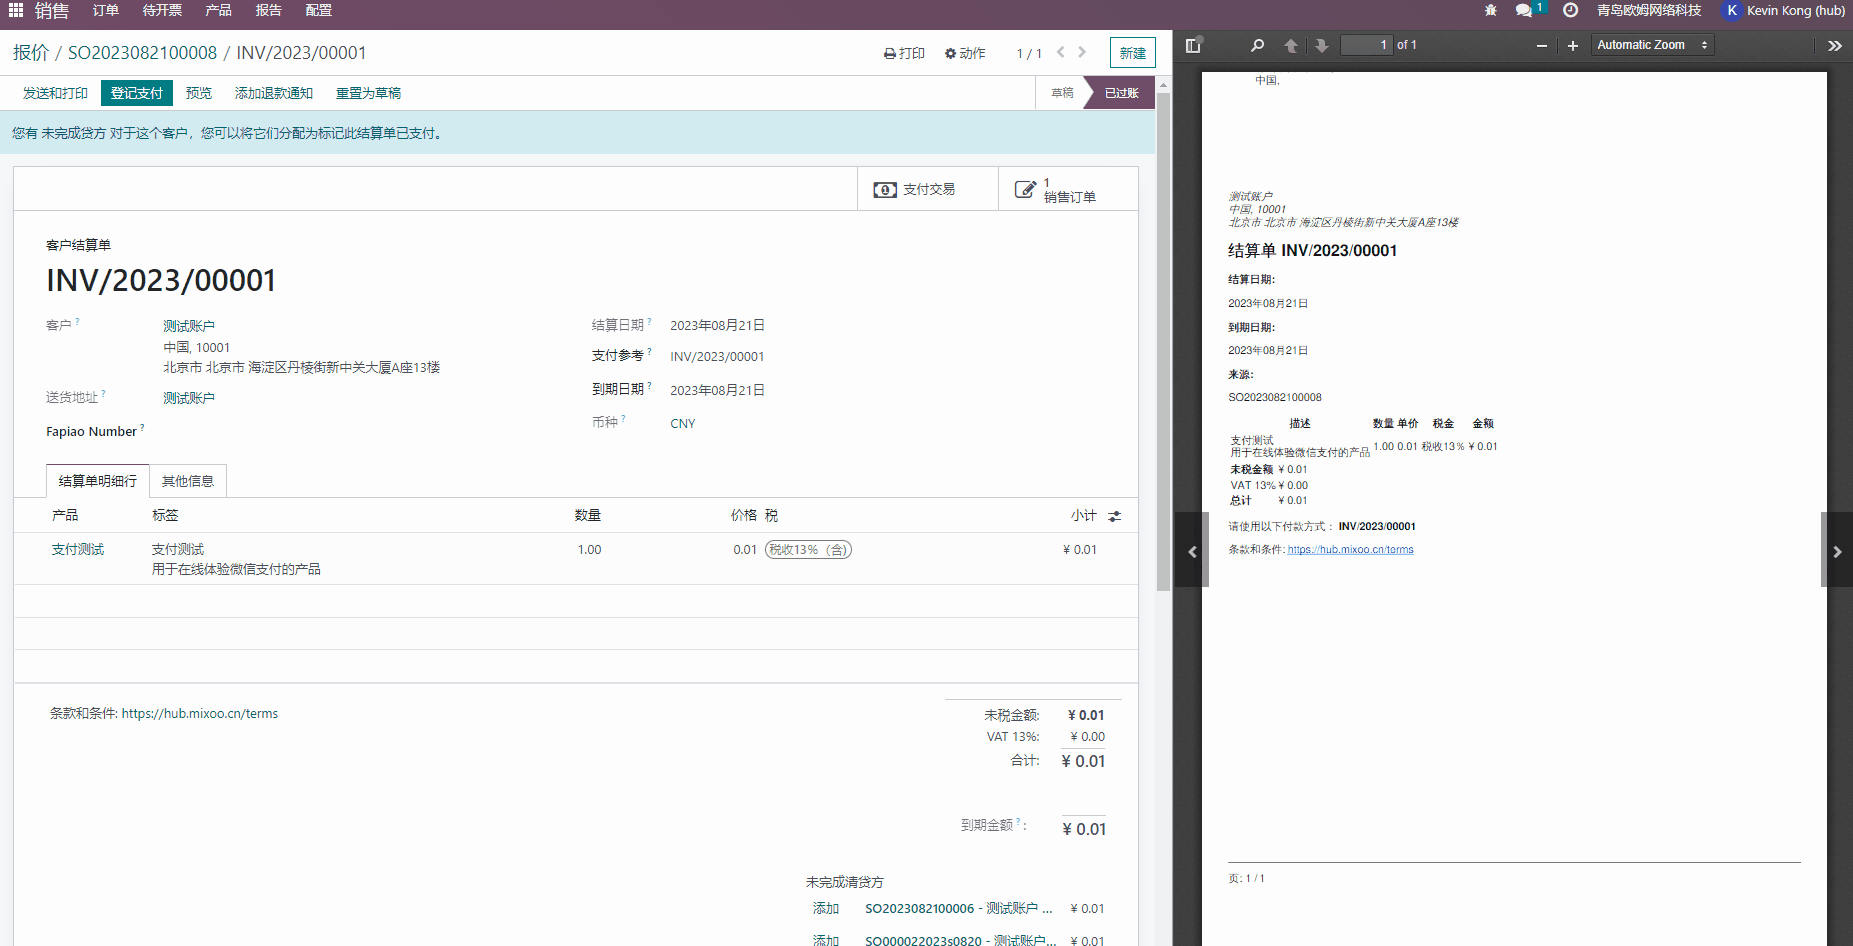 销售 订单 待开票 产品 报告 配置 1 青岛欧姆网络科技 K Kevin Kong (hub)
报价 / SO2023082100008 / INV/2023/00001 打印 动作 1 / 1 新建
发送和打印 登记支付 预览 添加退款通知 重置为草稿 草稿 已过账
您有 未完成贷方 对于这个客户，您可以将它们分配为标记此结算单已支付。
支付交易
1
销售订单
客户结算单
INV/2023/00001
客户 ? 测试账户
中国, 10001
北京市 北京市 海淀区丹棱街新中关大厦A座13楼
送货地址 ? 测试账户
Fapiao Number ?
结算日期 ? 2023年08月21日
支付参考 ? INV/2023/00001
到期日期 ? 2023年08月21日
币种 ? CNY
结算单明细行 其他信息
产品 标签 数量 价格 税 小计
支付测试 支付测试 1.00 0.01 税收13%（含） ¥ 0.01
用于在线体验微信支付的产品
条款和条件: https://hub.mixoo.cn/terms
未税金额: ¥ 0.01
VAT 13%: ¥ 0.00
合计: ¥ 0.01
到期金额 ? : ¥ 0.01
未完成清贷方
添加 SO2023082100006 - 测试账户 ... ¥ 0.01
添加 SO000022023s0820 - 测试账户... ¥ 0.01
1 of 1 Automatic Zoom
中国,
测试账户
中国, 10001
北京市 北京市 海淀区丹棱街新中关大厦A座13楼
结算单 INV/2023/00001
结算日期:
2023年08月21日
到期日期:
2023年08月21日
来源:
SO2023082100008
描述 数量 单价 税金 金额
支付测试
用于在线体验微信支付的产品 1.00 0.01 税收13% ¥ 0.01
未税金额 ¥ 0.01
VAT 13% ¥ 0.00
总计 ¥ 0.01
请使用以下付款方式： INV/2023/00001
条款和条件: https://hub.mixoo.cn/terms
页: 1 / 1